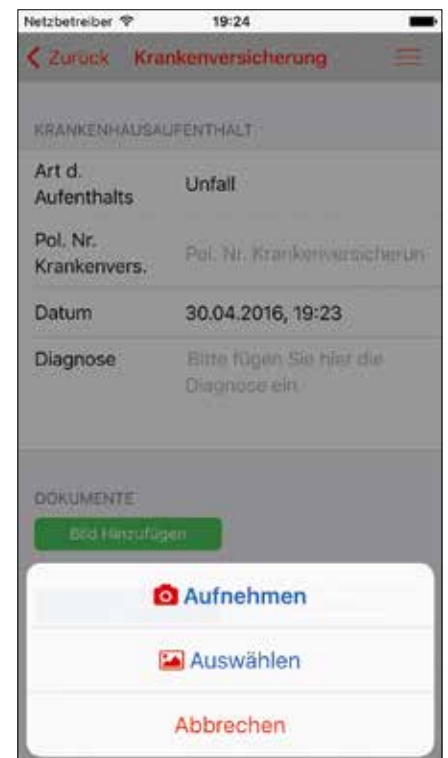 Netzbetreiber 19:24
Zurück Krankenversicherung
KRANKENHAUSAUFENTHALT
Art d.
Aufenthalts
Unfall
Pol. Nr.
Krankenvers.
Pol. Nr. Krankenversicherun
Datum 30.04.2016, 19:23
Diagnose Bitte fügen Sie hier die
Diagnose ein
DOKUMENTE
Bild Hinzufügen
Aufnehmen
Auswählen
Abbrechen